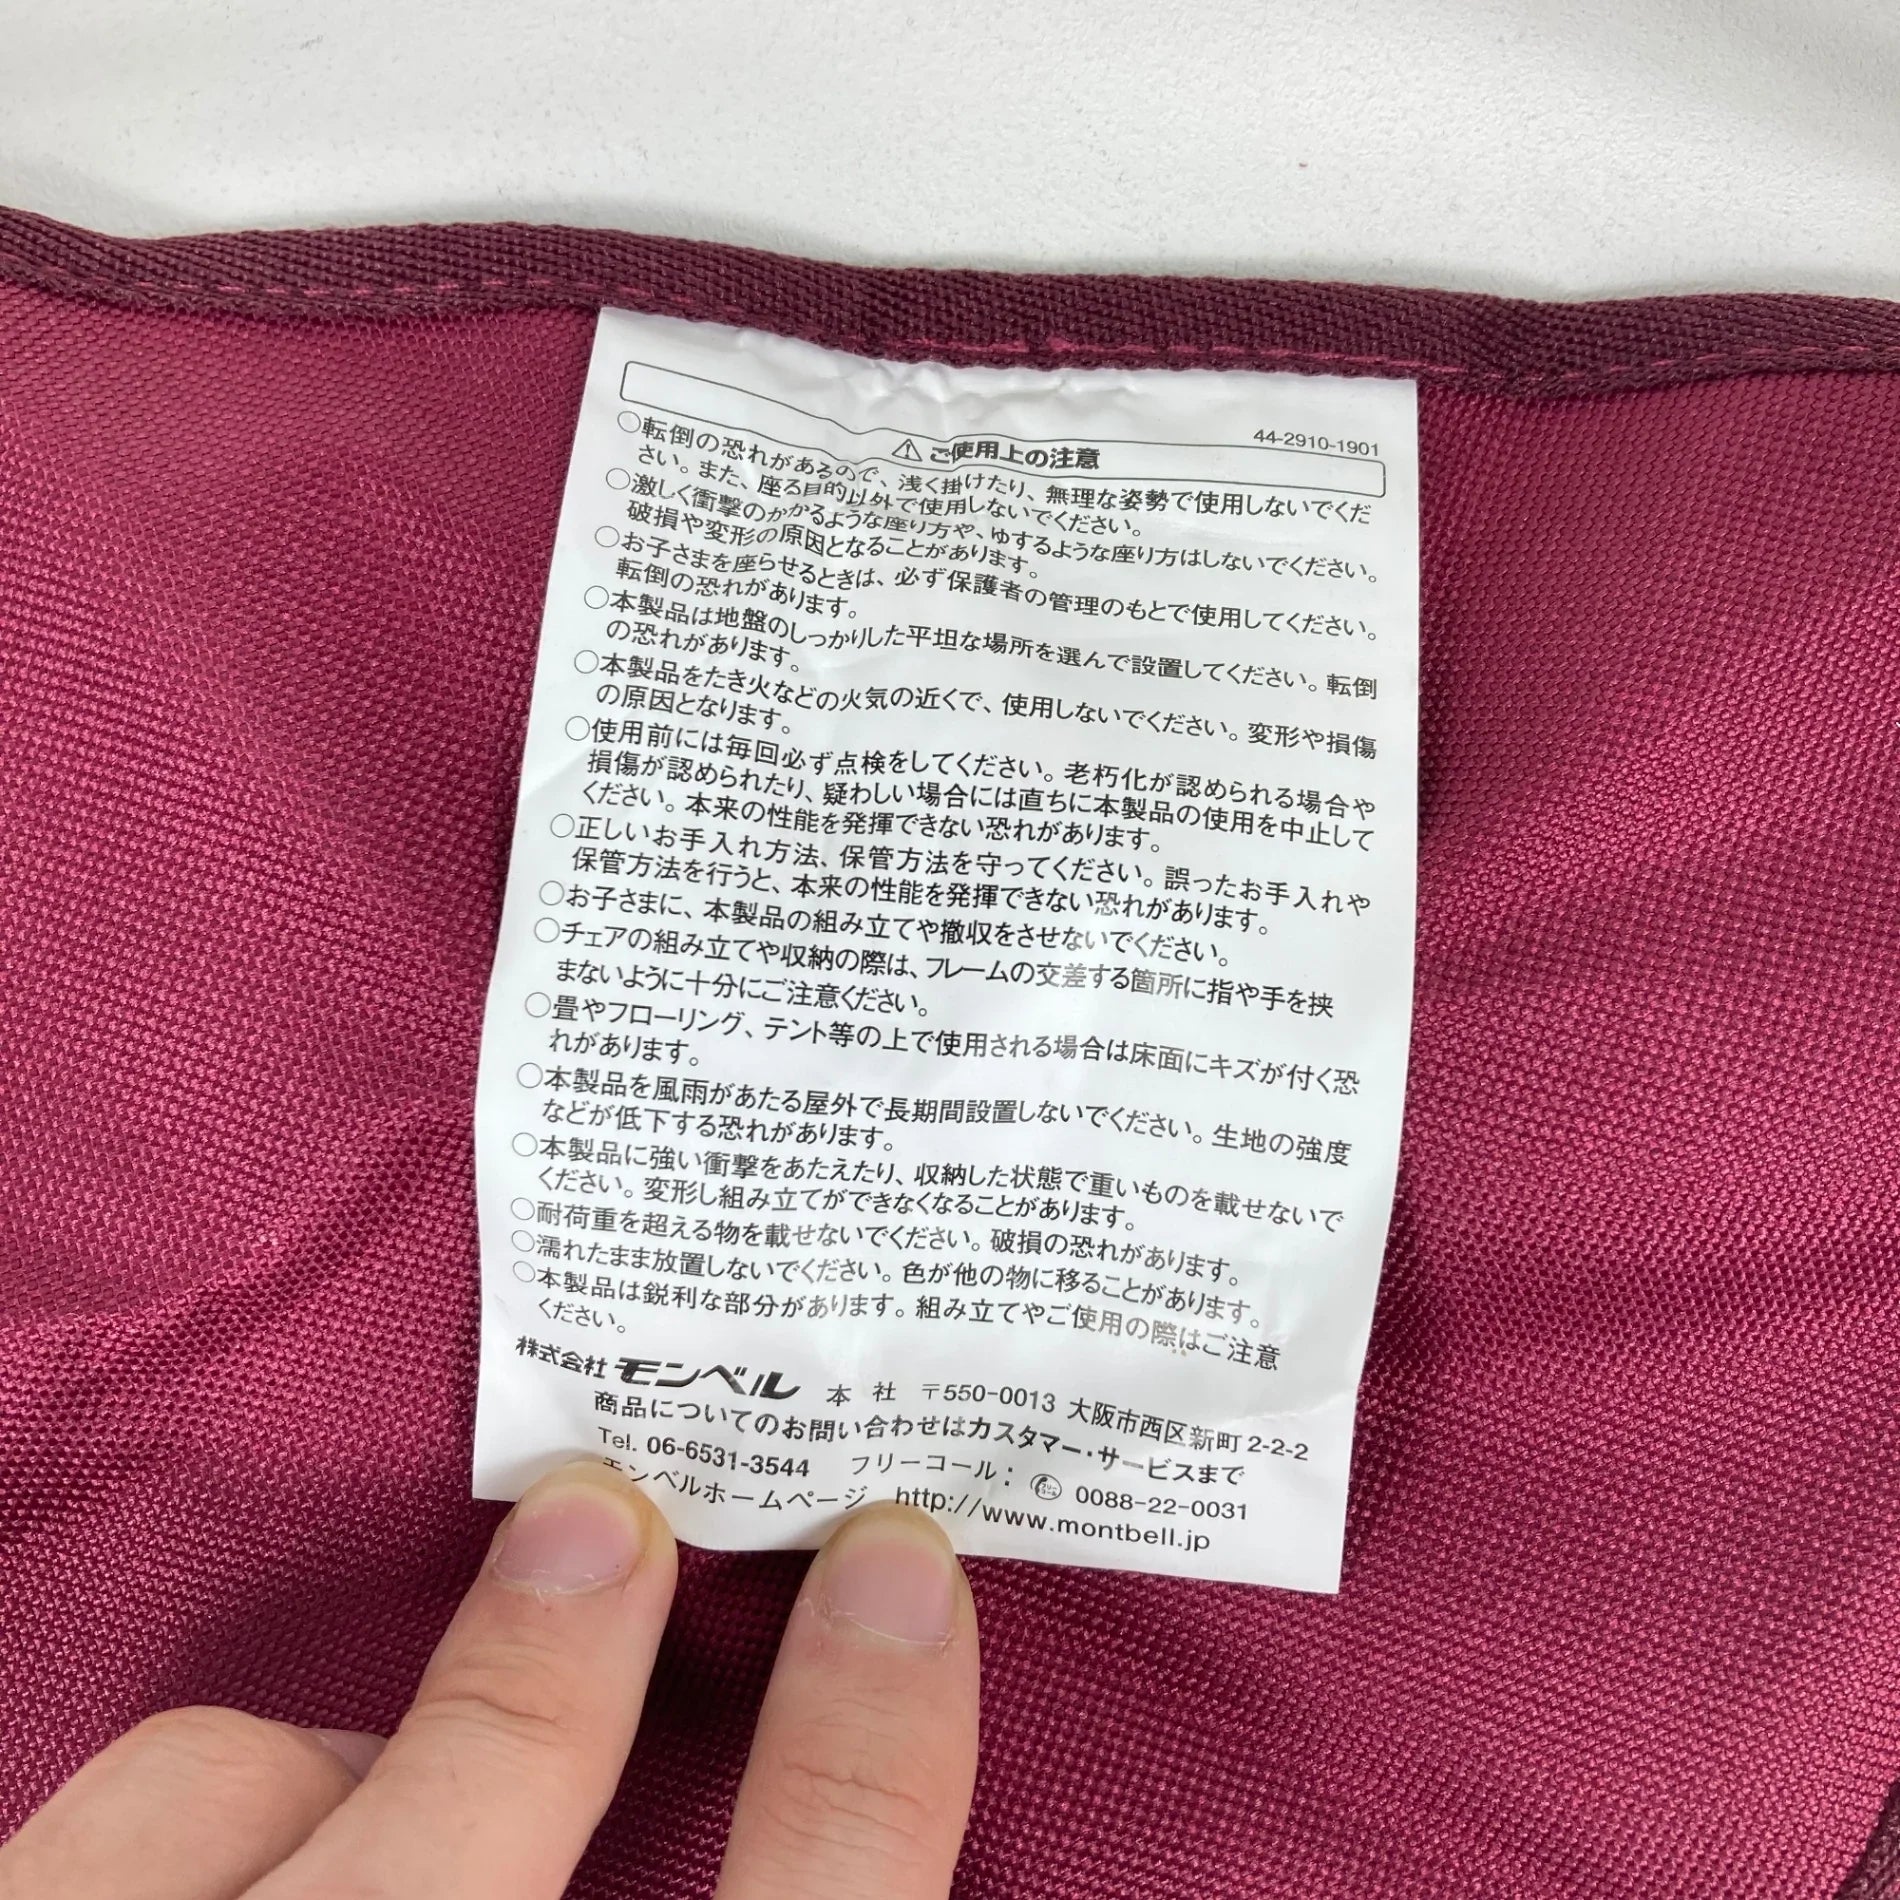 44-2910-1901
⚠ご使用上の注意
○転倒の恐れがあるので、浅く掛けたり、無理な姿勢で使用しないでくだ
さい。また、座る目的以外で使用しないでください。
○激しく衝撃のかかるような座り方や、ゆするような座り方はしないでください。
破損や変形の原因となることがあります。
○お子さまを座らせるときは、必ず保護者の管理のもとで使用してください。
転倒の恐れがあります。
○本製品は地盤のしっかりした平坦な場所を選んで設置してください。転倒
の恐れがあります。
○本製品をたき火などの火気の近くで、使用しないでください。変形や損傷
の原因となります。
○使用前には毎回必ず点検をしてください。老朽化が認められる場合や
損傷が認められたり、疑わしい場合には直ちに本製品の使用を中止して
ください。本来の性能を発揮できない恐れがあります。
○正しいお手入れ方法、保管方法を守ってください。誤ったお手入れや
保管方法を行うと、本来の性能を発揮できない恐れがあります。
○お子さまに、本製品の組み立てや撤収をさせないでください。
○チェアの組み立てや収納の際は、フレームの交差する箇所に指や手を挟
まないように十分にご注意ください。
○畳やフローリング、テント等の上で使用される場合は床面にキズが付く恐
れがあります。
○本製品を風雨があたる屋外で長期間設置しないでください。生地の強度
などが低下する恐れがあります。
○本製品に強い衝撃をあたえたり、収納した状態で重いものを載せないで
ください。変形し組み立てができなくなることがあります。
○耐荷重を超える物を載せないでください。破損の恐れがあります。
○濡れたまま放置しないでください。色が他の物に移ることがあります。
○本製品は鋭利な部分があります。組み立てやご使用の際はご注意
ください。
株式会社 モンベル 本 社 〒550-0013 大阪市西区新町2-2-2
商品についてのお問い合わせはカスタマー・サービスまで
Tel. 06-6531-3544 フリーコール: フリーコール 0088-22-0031
モンベルホームページ http://www.montbell.jp